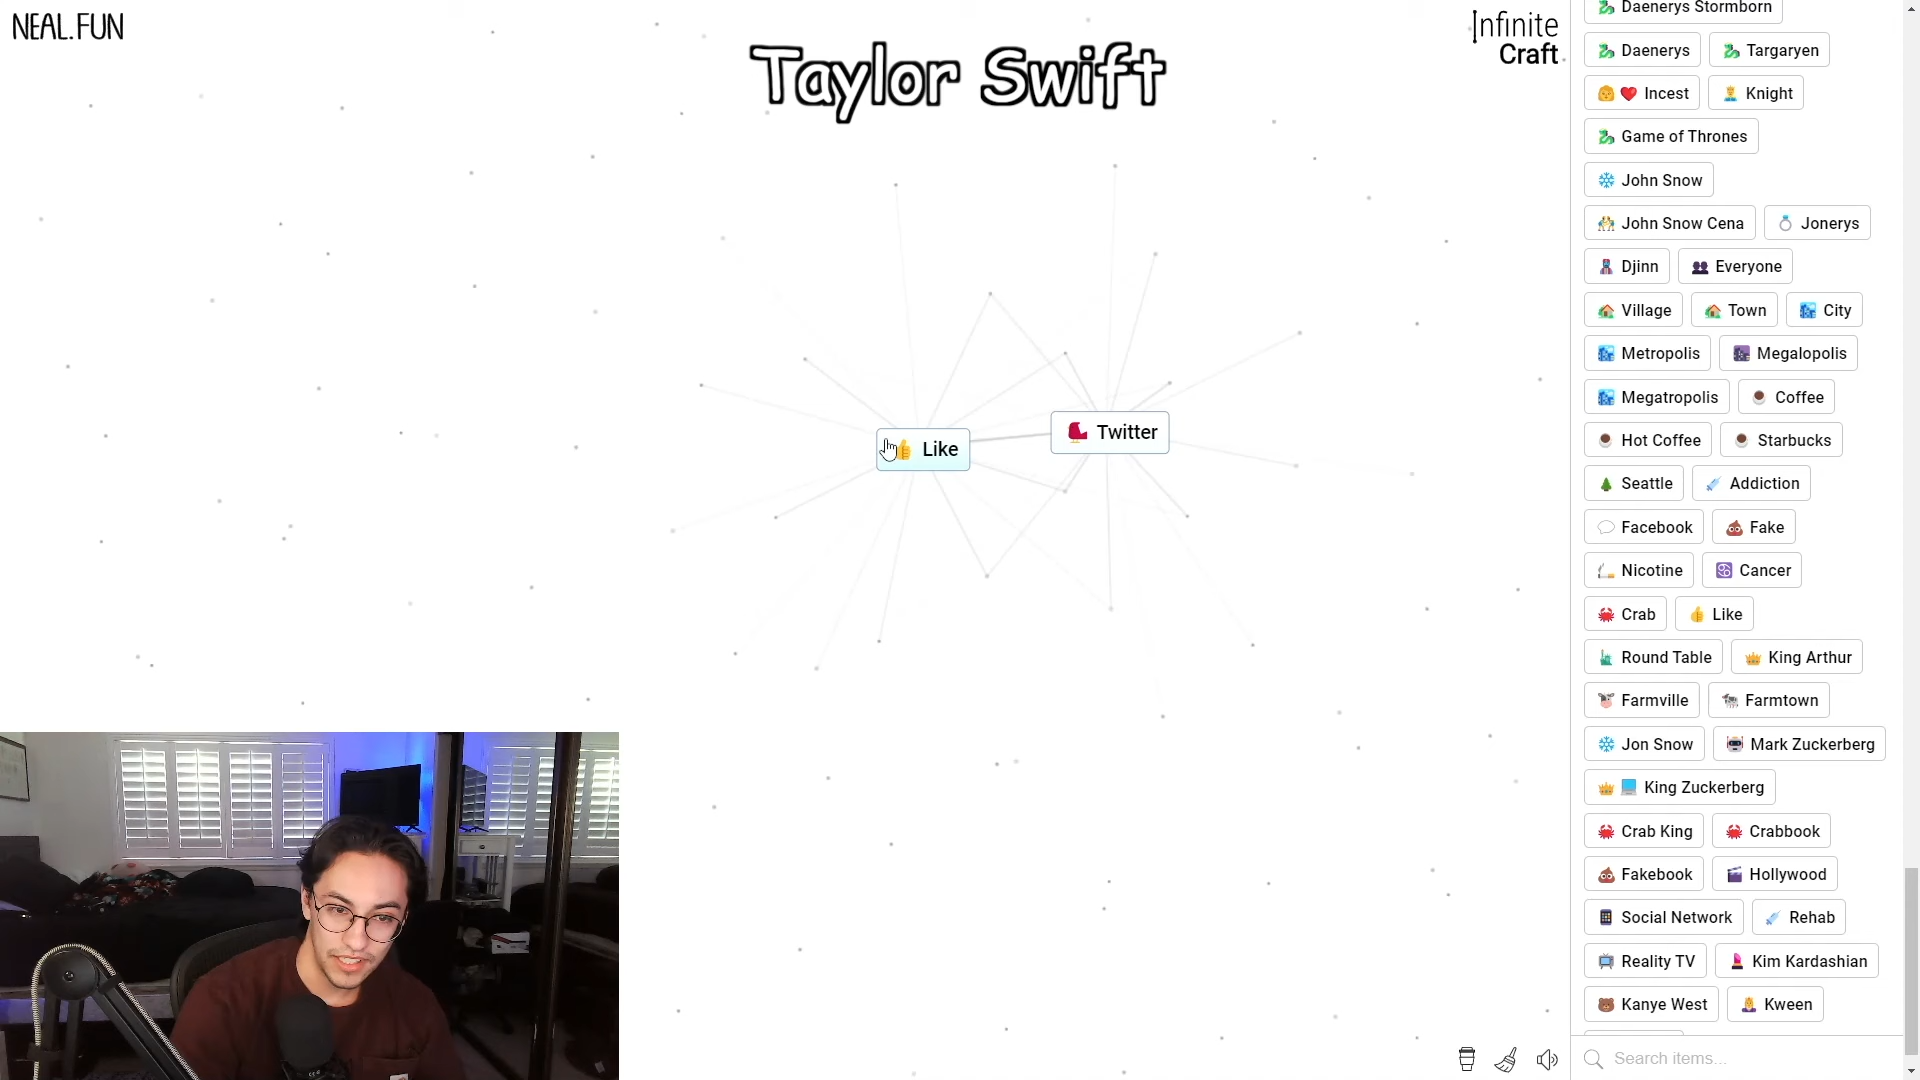 NEAL.FUN
Taylor Swift
Infinite
Craft
Like
Twitter
Daenerys Stormborn
Daenerys
Targaryen
Incest
Knight
Game of Thrones
John Snow
John Snow Cena
Jonerys
Djinn
Everyone
Village
Town
City
Metropolis
Megalopolis
Megatropolis
Coffee
Hot Coffee
Starbucks
Seattle
Addiction
Facebook
Fake
Nicotine
Cancer
Crab
Like
Round Table
King Arthur
Farmville
Farmtown
Jon Snow
Mark Zuckerberg
King Zuckerberg
Crab King
Crabbook
Fakebook
Hollywood
Social Network
Rehab
Reality TV
Kim Kardashian
Kanye West
Kween
Search items...